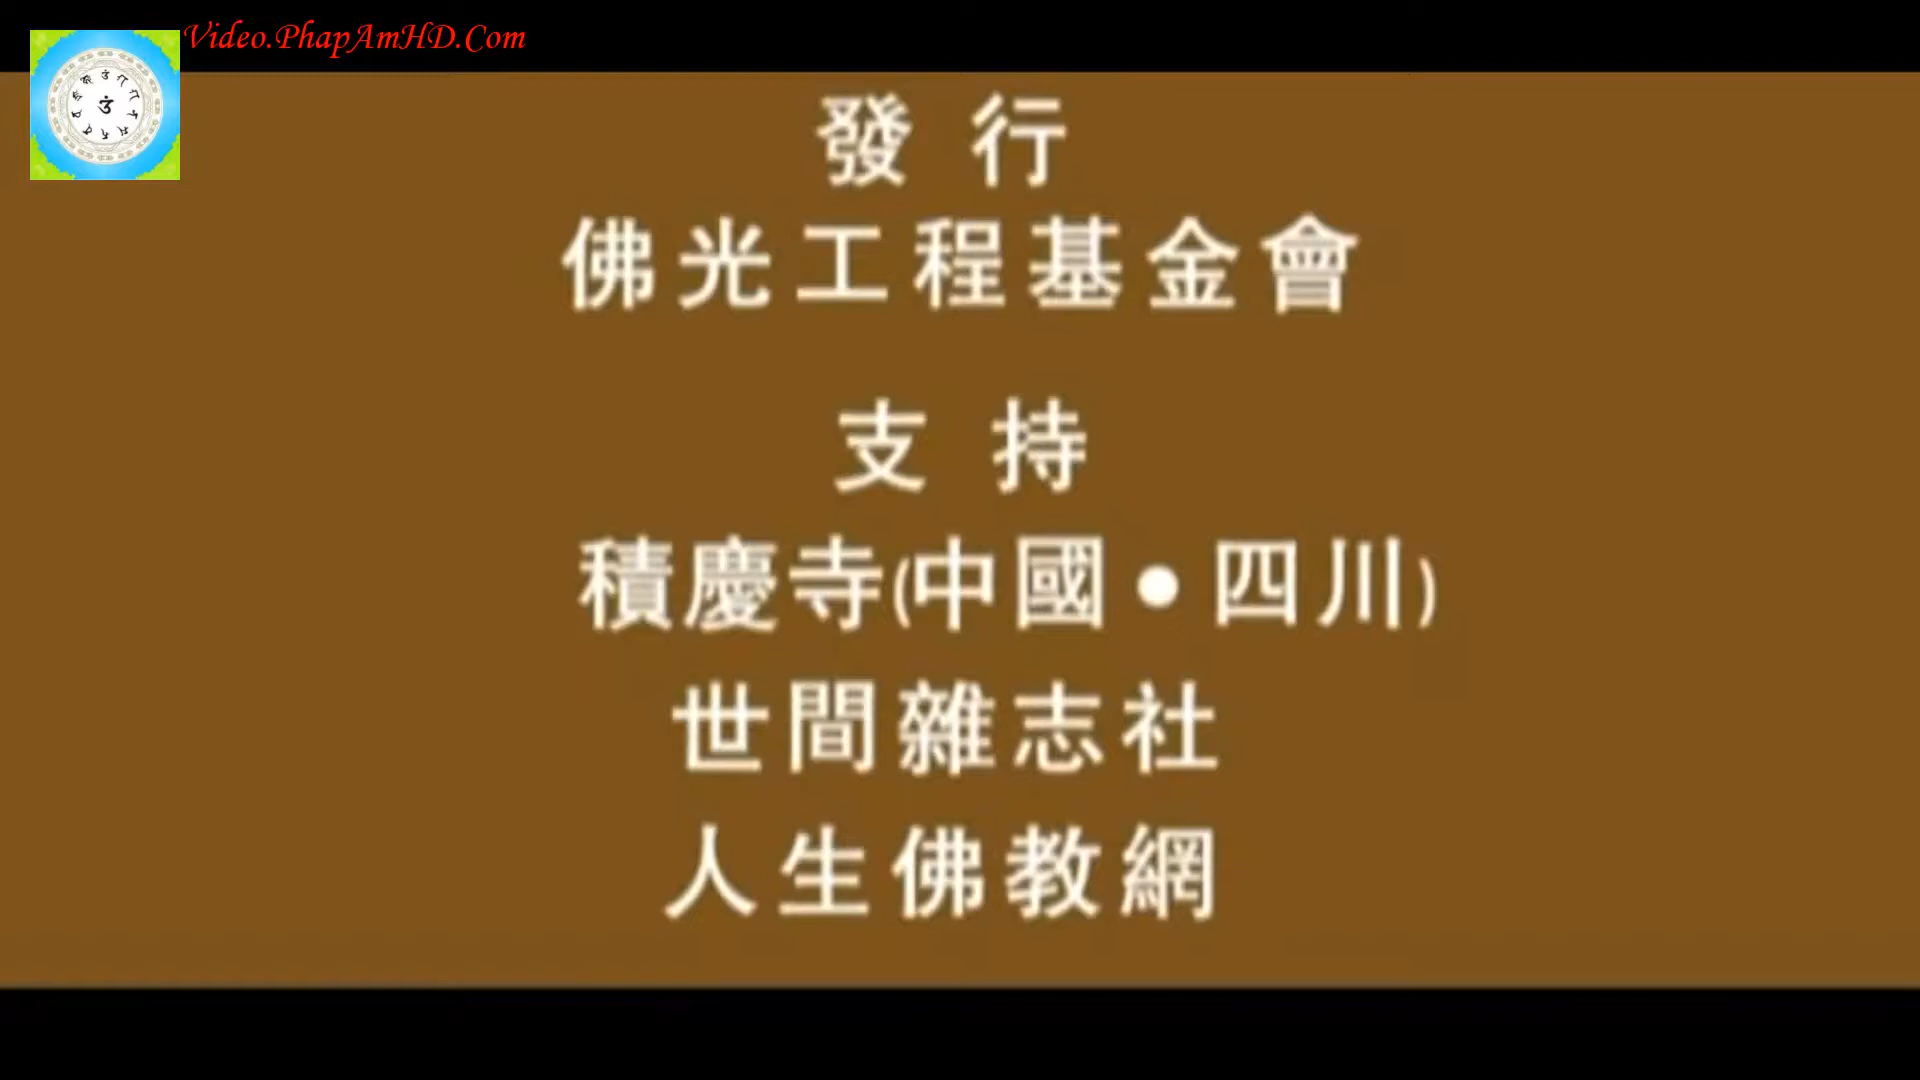 Video.PhapAmHD.Com
發 行
佛光工程基金會
支 持
積慶寺(中國•四川)
世間雜志社
人生佛教網